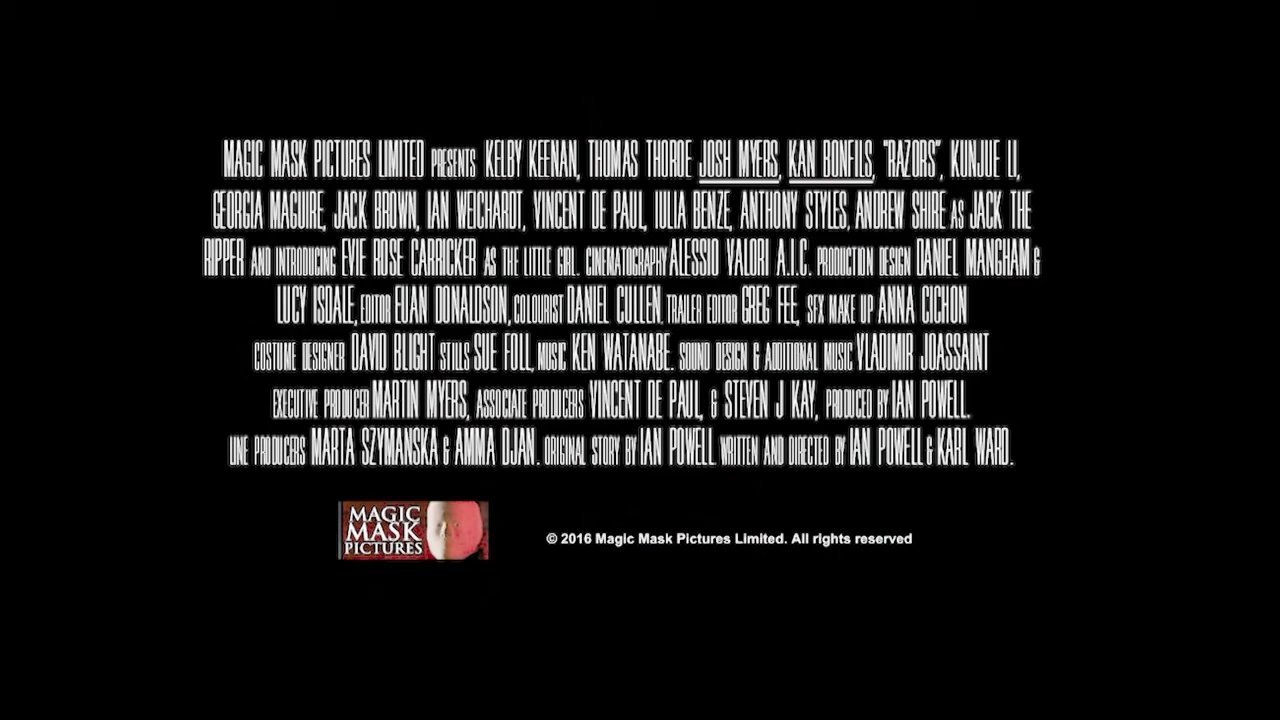 MAGIC MASK PICTURES LIMITED PRESENTS KELBY KEENAN, THOMAS THOROE JOSH MYERS, KAN BONFILS, "RAZORS", KUNJUE LI,
GEORGIA MAGUIRE, JACK BROWN, IAN WEICHARDT, VINCENT DE PAUL, IULIA BENZE, ANTHONY STYLES, ANDREW SHIRE AS JACK THE
RIPPER AND INTRODUCING EVIE ROSE CARRICKER AS THE LITTLE GIRL. CINEMATOGRAPHY ALESSIO VALORI A.I.C. PRODUCTION DESIGN DANIEL MANGHAM &
LUCY ISDALE, EDITOR EUAN DONALDSON, COLOURIST DANIEL CULLEN. TRAILER EDITOR GREG FEE, SFX MAKE UP ANNA CICHON
COSTUME DESIGNER DAVID BLIGHT STILLS SUE FOLL, MUSIC KEN WATANABE. SOUND DESIGN & ADDITIONAL MUSIC VLADIMIR JOASSAINT
EXECUTIVE PRODUCER MARTIN MYERS, ASSOCIATE PRODUCERS VINCENT DE PAUL, & STEVEN J KAY, PRODUCED BY IAN POWELL.
LINE PRODUCERS MARTA SZYMANSKA & AMMA DJAN. ORIGINAL STORY BY IAN POWELL WRITTEN AND DIRECTED BY IAN POWELL & KARL WARD.
MAGIC
MASK
PICTURES
© 2016 Magic Mask Pictures Limited. All rights reserved